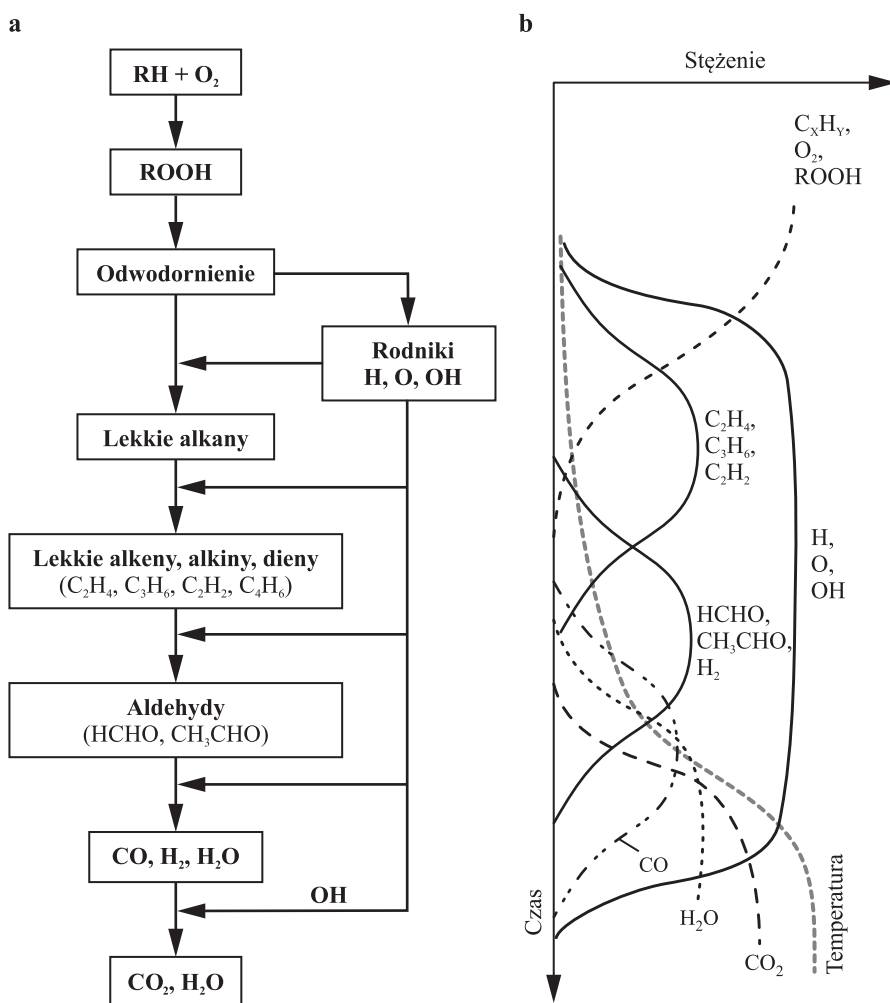 a
RH + O₂
ROOH
Odwodornienie
Rodniki
H, O, OH
Lekkie alkany
Lekkie alkeny, alkiny, dieny
(C₂H₄, C₃H₆, C₂H₂, C₄H₆)
Aldehydy
(HCHO, CH₃CHO)
CO, H₂, H₂O
OH
CO₂, H₂O
b
Stężenie
CₓHᵧ,
O₂,
ROOH
C₂H₄,
C₃H₆,
C₂H₂
H,
O,
OH
HCHO,
CH₃CHO,
H₂
CO
H₂O
CO₂
Czas
Temperatura